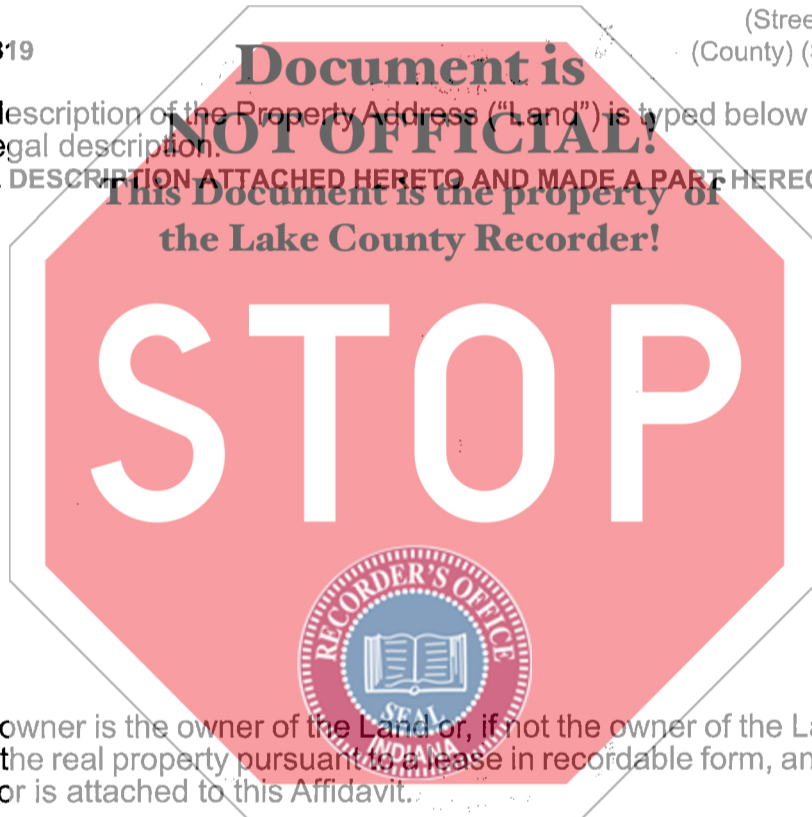 (Stree
319
(County) (
Document is
description of the Property Address ("Land") is typed below
NOT OFFICIAL!
egal description.
DESCRIPTION ATTACHED HERETO AND MADE A PART HEREO
This Document is the property of
the Lake County Recorder!
STOP
RECORDER'S OFFICE
SEAL
INDIANA
owner is the owner of the Land or, if not the owner of the La
the real property pursuant to a lease in recordable form, an
or is attached to this Affidavit.